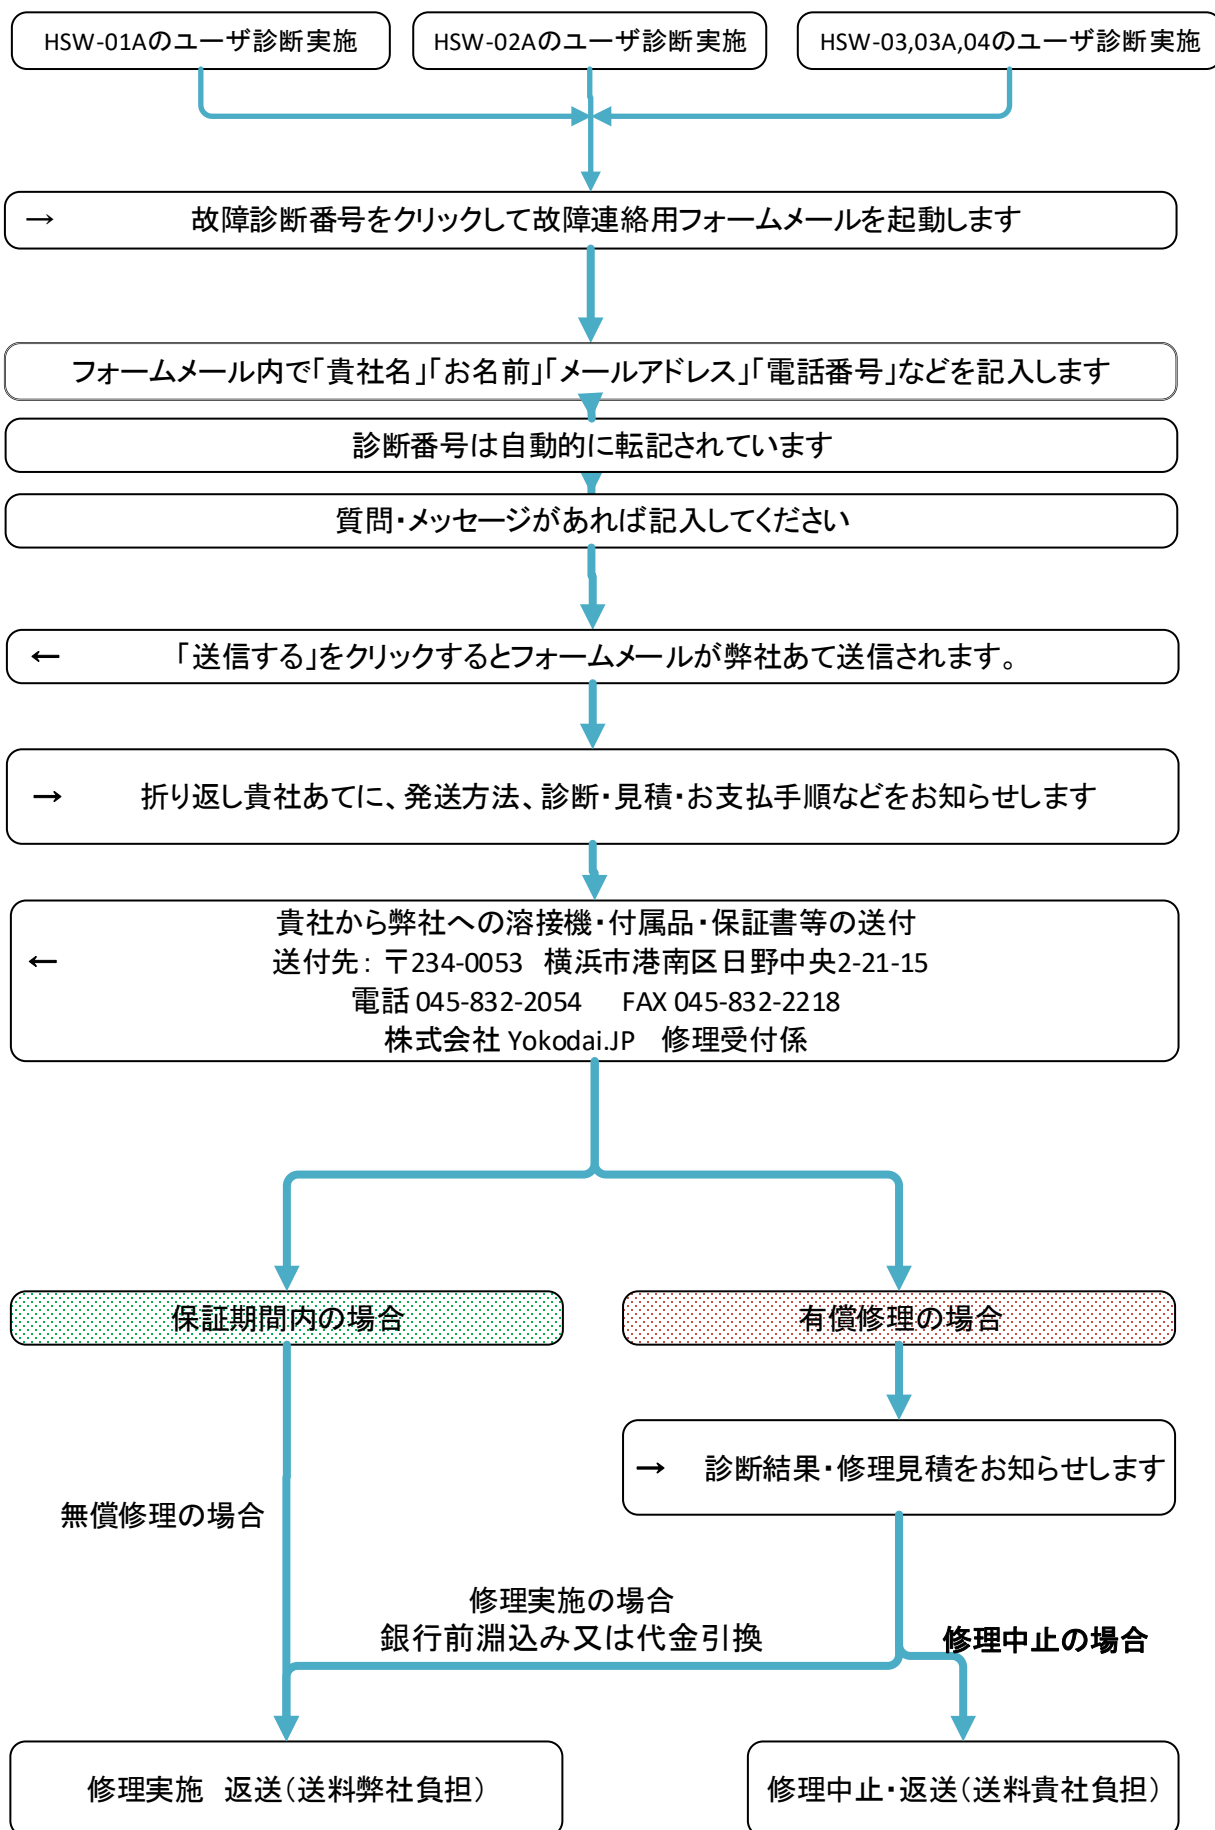 HSW-01Aのユーザ診断実施
HSW-02Aのユーザ診断実施
HSW-03,03A,04のユーザ診断実施
→ 故障診断番号をクリックして故障連絡用フォームメールを起動します
フォームメール内で「貴社名」「お名前」「メールアドレス」「電話番号」などを記入します
診断番号は自動的に転記されています
質問・メッセージがあれば記入してください
← 「送信する」をクリックするとフォームメールが弊社あて送信されます。
→ 折り返し貴社あてに、発送方法、診断・見積・お支払手順などをお知らせします
貴社から弊社への溶接機・付属品・保証書等の送付
← 送付先： 〒234-0053 横浜市港南区日野中央2-21-15
電話 045-832-2054 FAX 045-832-2218
株式会社 Yokodai.JP 修理受付係
保証期間内の場合
有償修理の場合
→ 診断結果・修理見積をお知らせします
無償修理の場合
修理実施の場合
銀行前淵込み又は代金引換
修理中止の場合
修理実施 返送（送料弊社負担）
修理中止・返送（送料貴社負担）